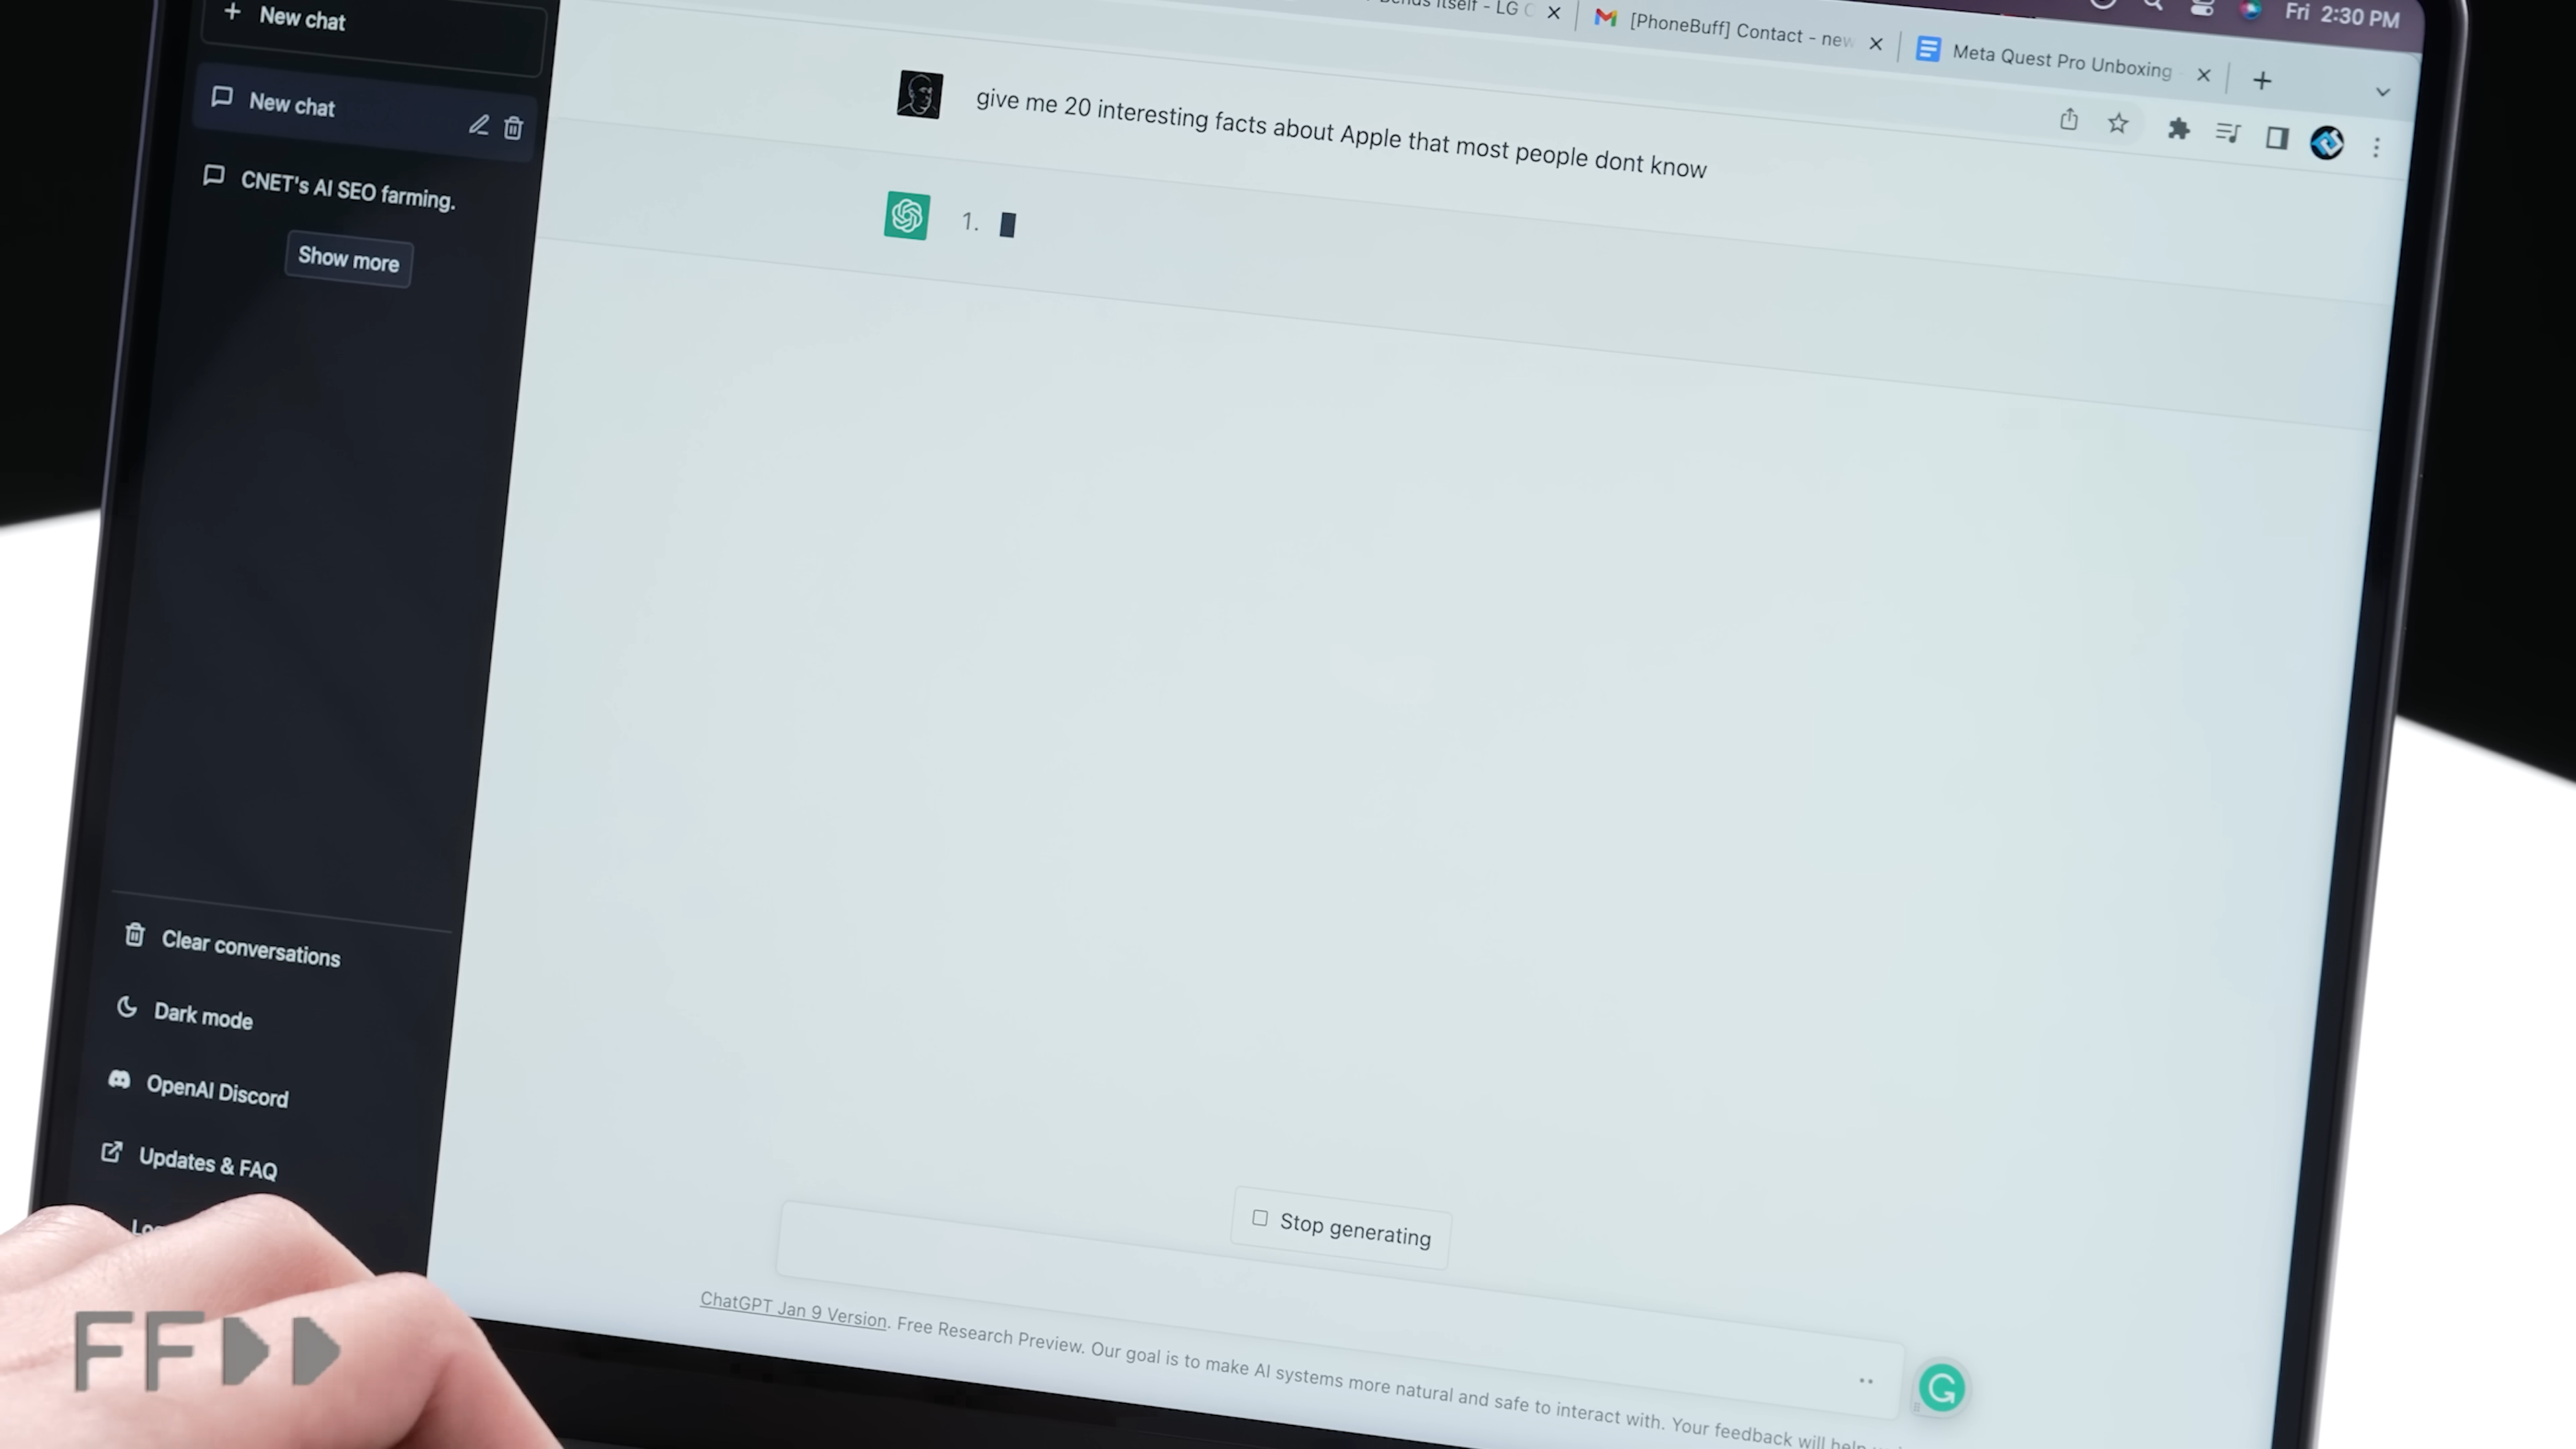 Fri 2:30 PM
itself - LG
[PhoneBuff] Contact - new
Meta Quest Pro Unboxing
+ New chat
New chat
CNET's AI SEO farming.
Show more
give me 20 interesting facts about Apple that most people dont know
1.
Clear conversations
Dark mode
OpenAI Discord
Updates & FAQ
Stop generating
ChatGPT Jan 9 Version. Free Research Preview. Our goal is to make AI systems more natural and safe to interact with. Your feedback will help
FF